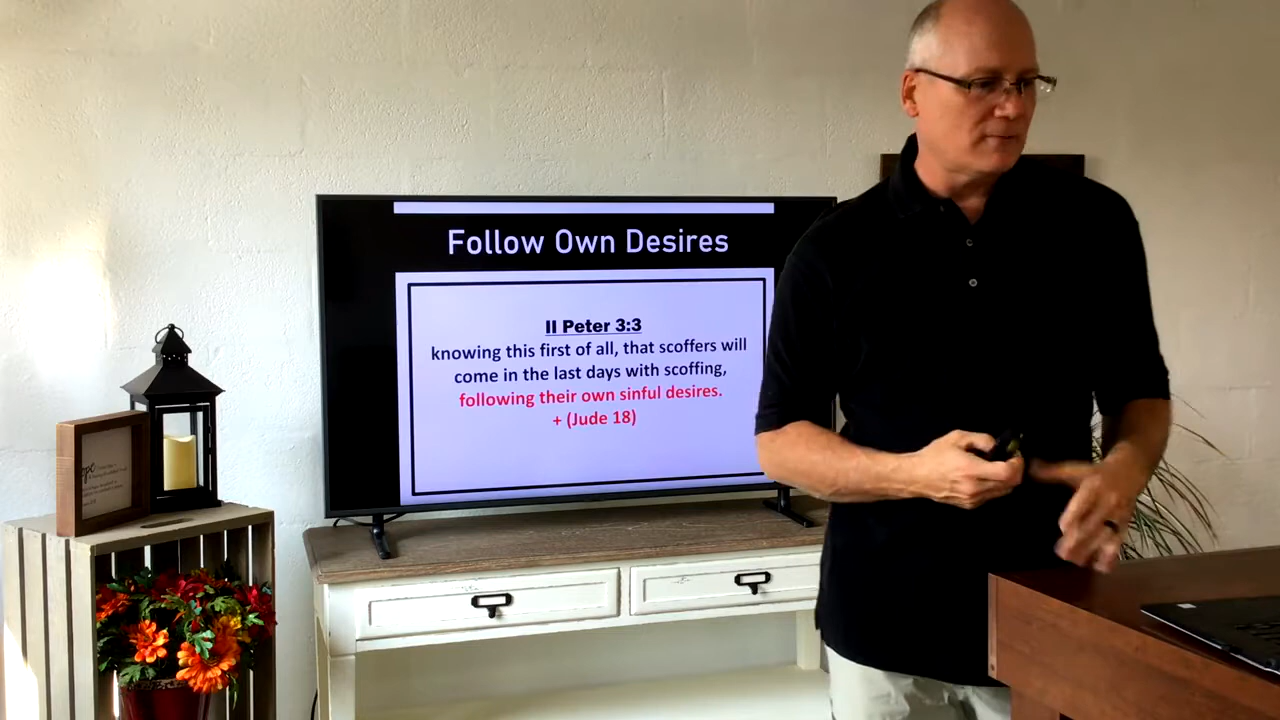 Follow Own Desires
II Peter 3:3
knowing this first of all, that scoffers will
come in the last days with scoffing,
following their own sinful desires.
+ (Jude 18)